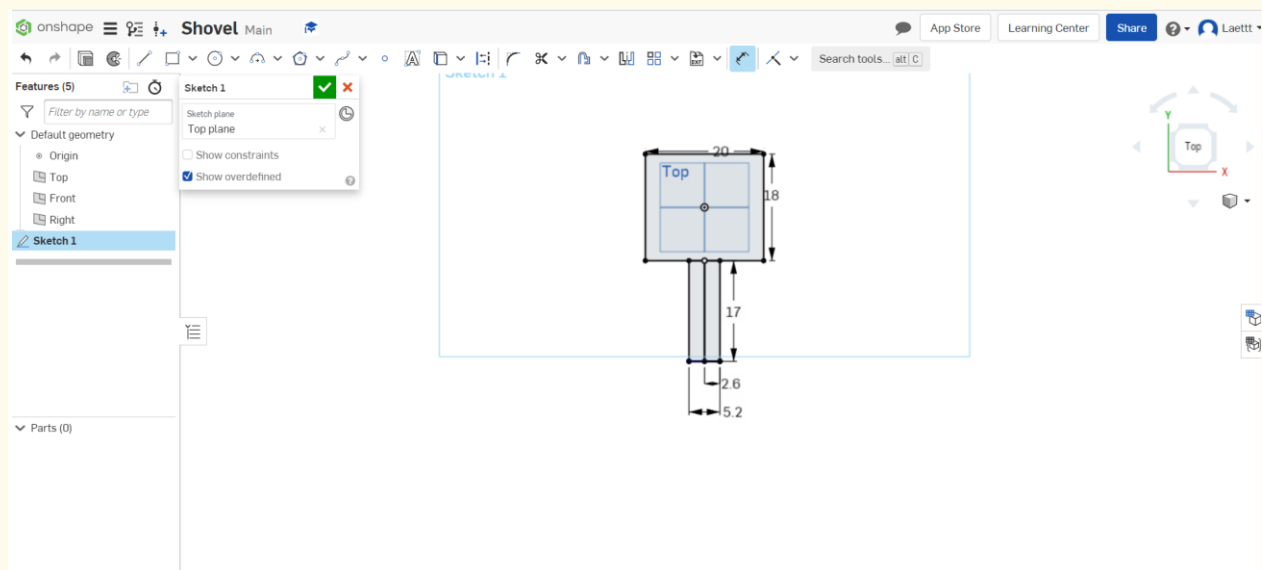 onshape Shovel Main App Store Learning Center Share Laettt
Search tools... alt C
Features (5)
Filter by name or type
Default geometry
Origin
Top
Front
Right
Sketch 1
Parts (0)
Sketch 1
Sketch plane
Top plane
Show constraints
Show overdefined
Sketch 1
20
Top
18
17
2.6
5.2
Y
Top
X